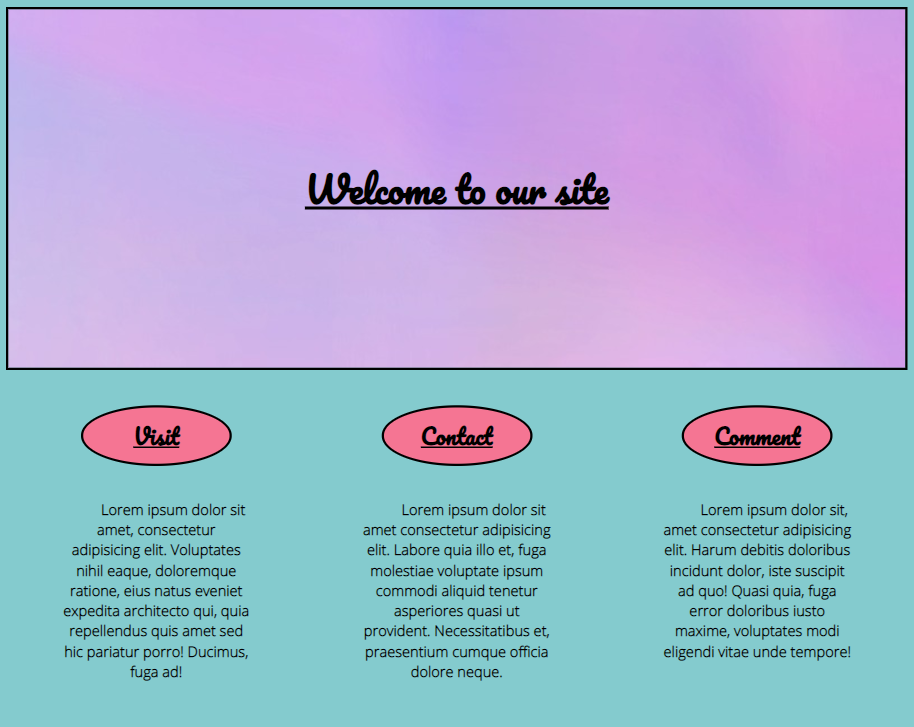 Welcome to our site
Visit
Lorem ipsum dolor sit
amet, consectetur
adipisicing elit. Voluptates
nihil eaque, doloremque
ratione, eius natus eveniet
expedita architecto qui, quia
repellendus quis amet sed
hic pariatur porro! Ducimus,
fuga ad!
Contact
Lorem ipsum dolor sit
amet consectetur adipisicing
elit. Labore quia illo et, fuga
molestiae voluptate ipsum
commodi aliquid tenetur
asperiores quasi ut
provident. Necessitatibus et,
praesentium cumque officia
dolore neque.
Comment
Lorem ipsum dolor sit,
amet consectetur adipisicing
elit. Harum debitis doloribus
incidunt dolor, iste suscipit
ad quo! Quasi quia, fuga
error doloribus iusto
maxime, voluptates modi
eligendi vitae unde tempore!